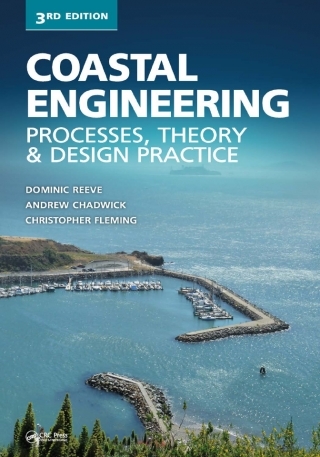 3RD EDITION
COASTAL
ENGINEERING
PROCESSES, THEORY
& DESIGN PRACTICE
DOMINIC REEVE
ANDREW CHADWICK
CHRISTOPHER FLEMING
CRC Press